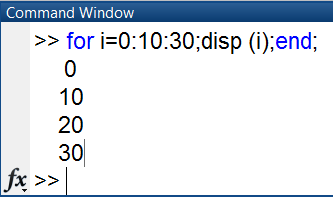 Command Window
>> for i=0:10:30;disp (i);end;
0
10
20
30
fx >>